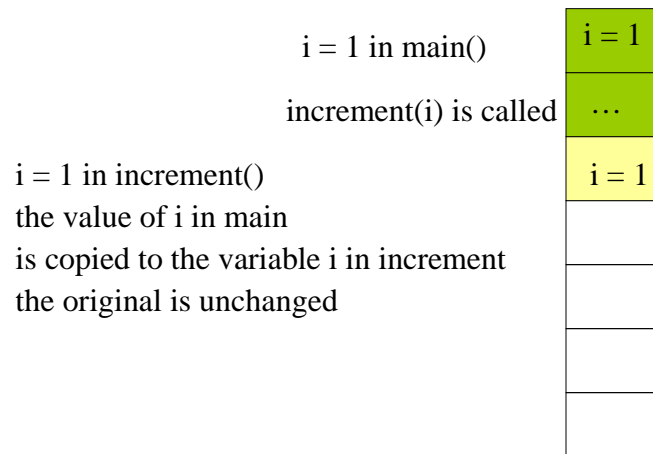 i = 1 in main() i = 1
increment(i) is called …
i = 1 in increment() i = 1
the value of i in main
is copied to the variable i in increment
the original is unchanged